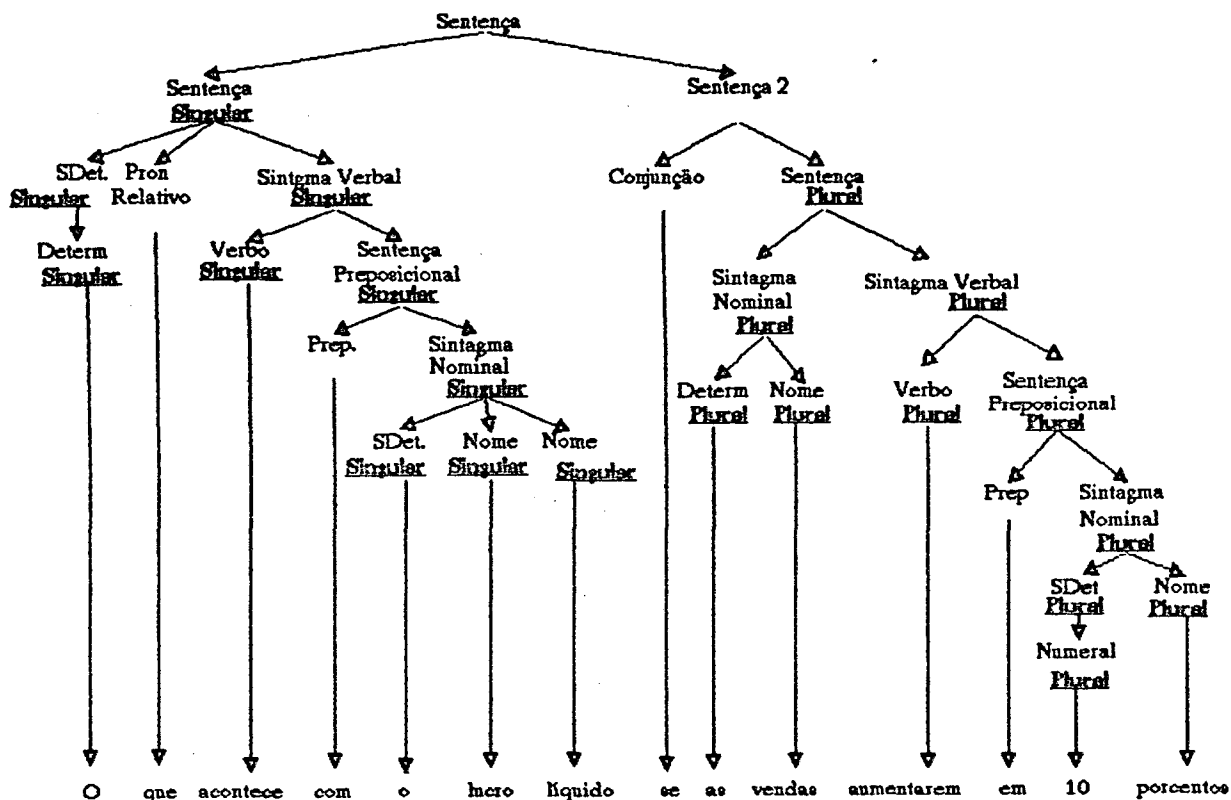 Sentença
Sentença
Singular
Sentença 2
SDet.
Singular
Pron
Relativo
Sintgma Verbal
Singular
Conjunção
Sentença
Plural
Determ
Singular
Verbo
Singular
Sentença
Preposicional
Singular
Sintagma
Nominal
Plural
Sintagma Verbal
Plural
Prep.
Sintagma
Nominal
Singular
Determ
Plural
Nome
Plural
Verbo
Plural
Sentença
Preposicional
Plural
SDet.
Singular
Nome
Singular
Nome
Singular
Prep
Sintagma
Nominal
Plural
SDet
Plural
Nome
Plural
Numeral
Plural
O que acontece com o lucro líquido se as vendas aumentarem em 10 porcentos